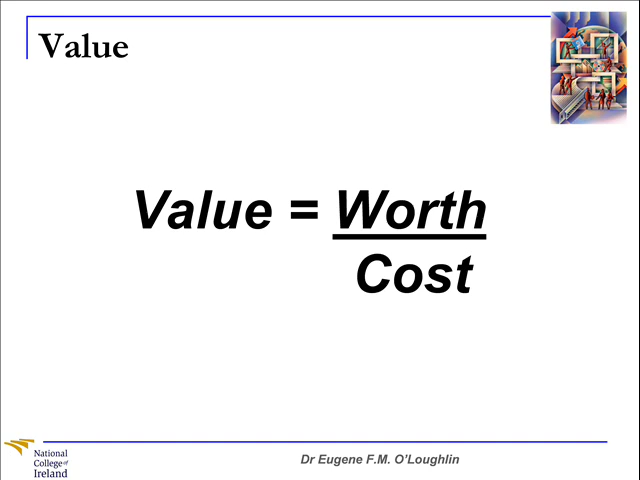 Value
Value = Worth
Cost
National
College of
Ireland
Dr Eugene F.M. O'Loughlin